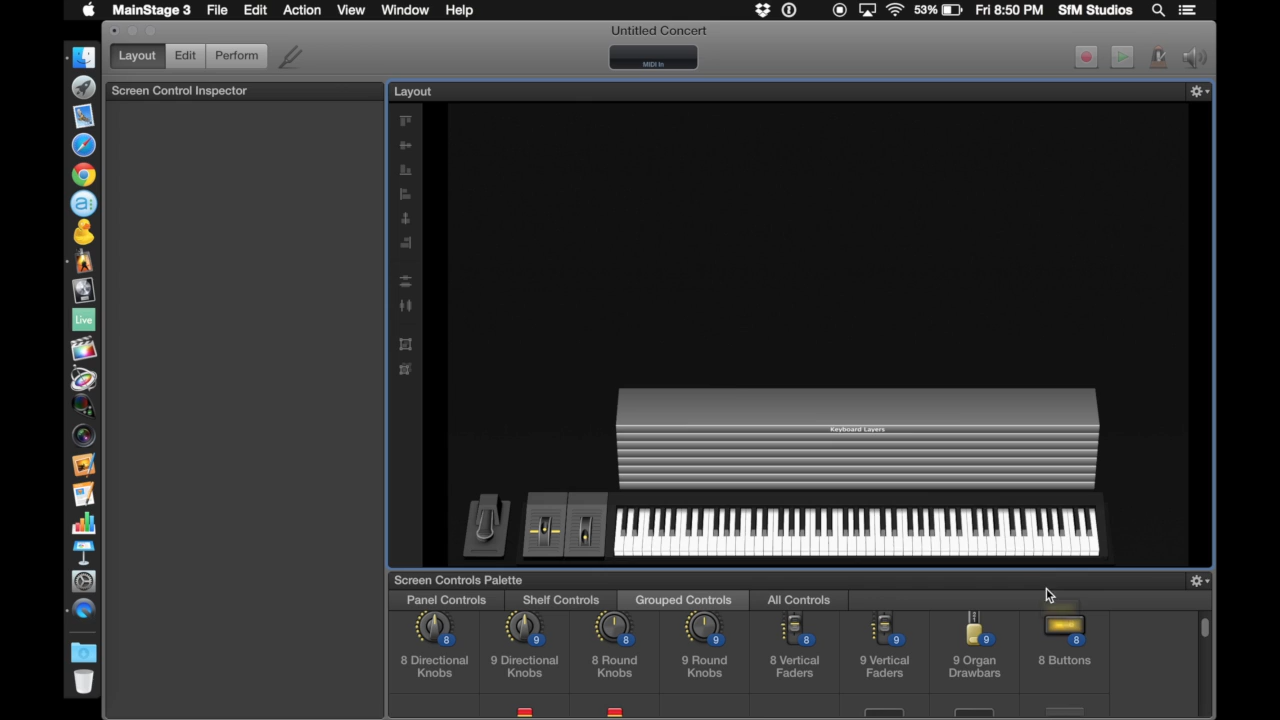 MainStage 3 File Edit Action View Window Help 53% Fri 8:50 PM SfM Studios
Untitled Concert
Layout Edit Perform
MIDI In
Screen Control Inspector
Layout
a:
Live
Keyboard Layers
Screen Controls Palette
Panel Controls Shelf Controls Grouped Controls All Controls
8 9 8 9 8 9 9 8
8 Directional Knobs
9 Directional Knobs
8 Round Knobs
9 Round Knobs
8 Vertical Faders
9 Vertical Faders
9 Organ Drawbars
8 Buttons